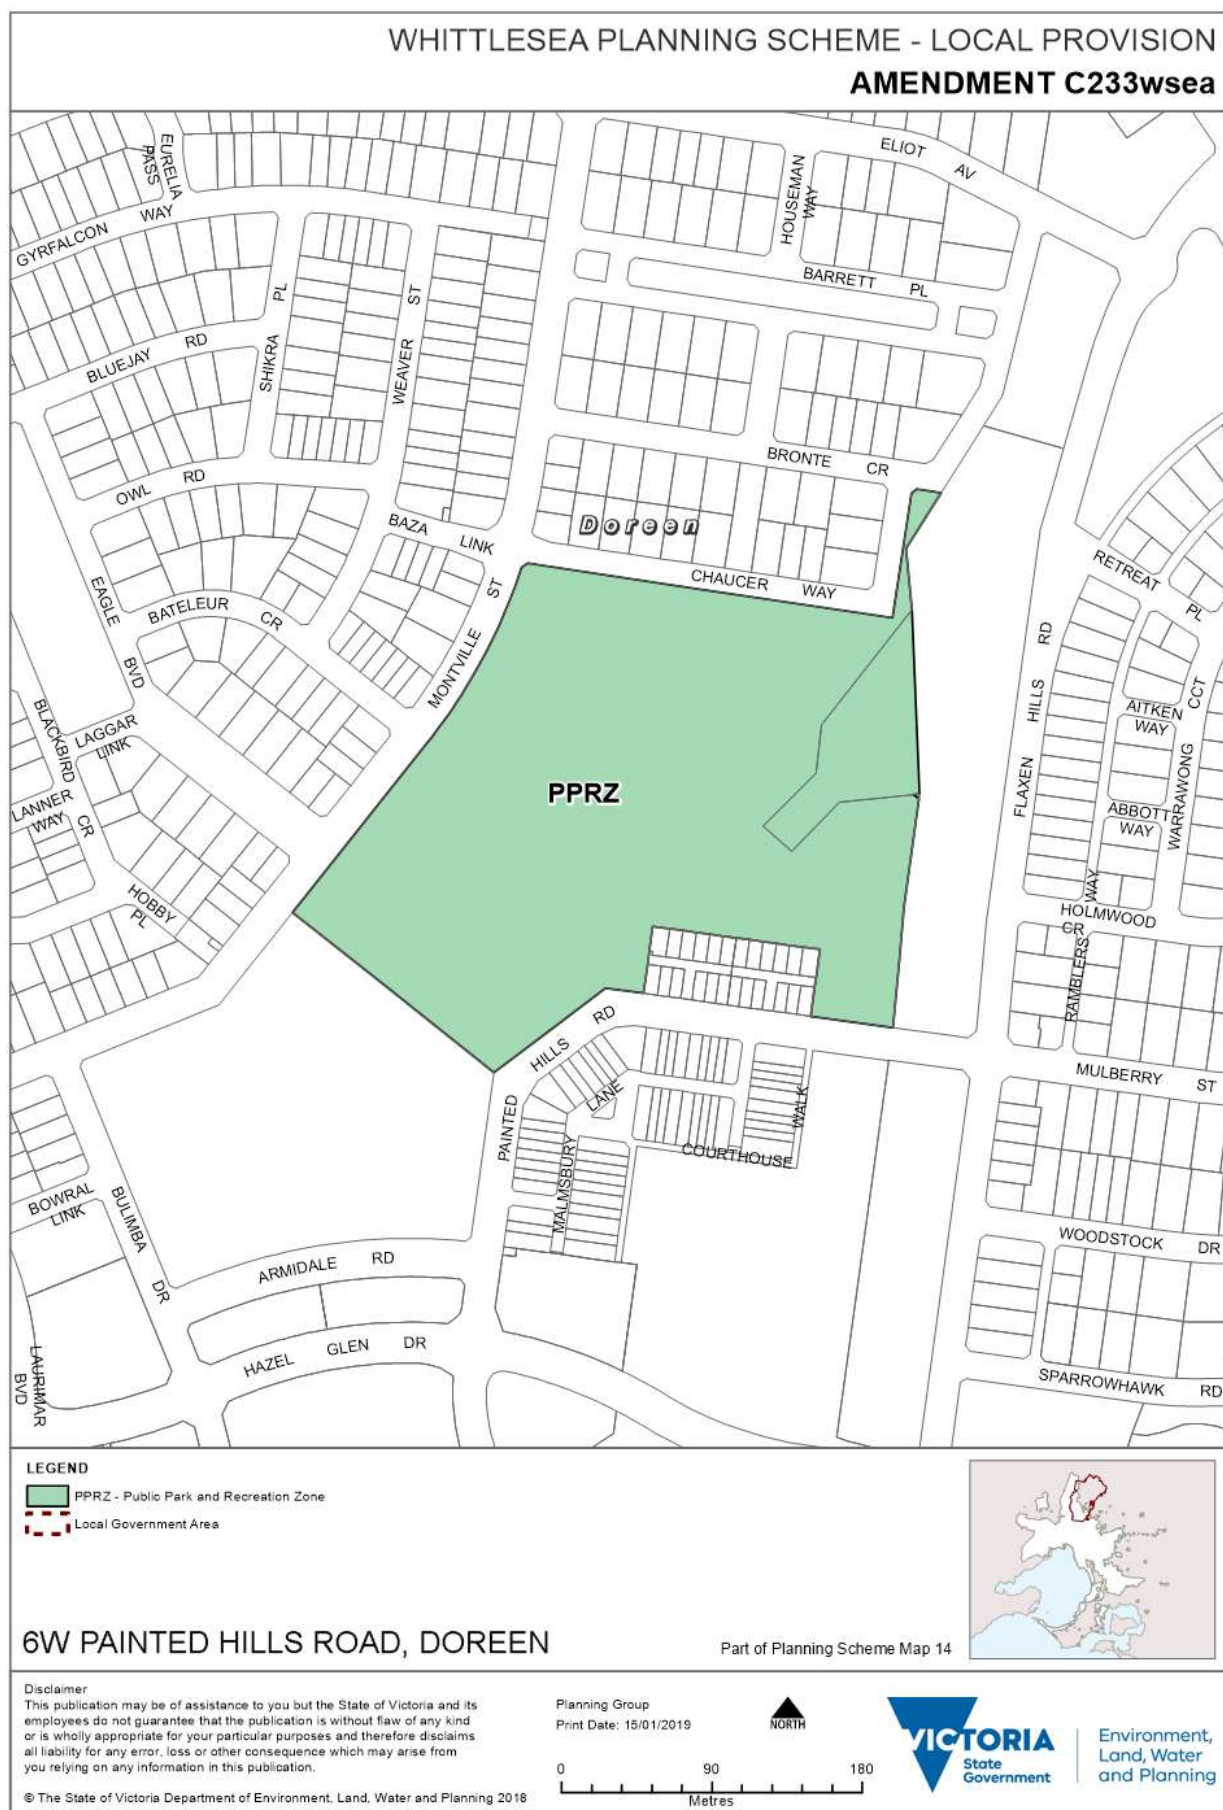 WHITTLESEA PLANNING SCHEME - LOCAL PROVISION
AMENDMENT C233wsea
ELIOT AV
EURELIA
PASS
HOUSEMAN
WAY
GYRFALCON WAY
BARRETT PL
SHIKRA PL
WEAVER ST
BLUEJAY RD
BRONTE CR
OWL RD
Doreen
BAZA LINK
CHAUCER WAY
RETREAT PL
EAGLE BVD
BATELEUR CR
MONTVILLE ST
FLAXEN HILLS RD
BLACKBIRD CR
LAGGAR
LINK
AITKEN
WAY
WARRAWONG CCT
LANNER
WAY
PPRZ
ABBOTT
WAY
HOBBY
PL
HOLMWOOD
CR
RAMBLERS WAY
PAINTED HILLS RD
MULBERRY ST
MALMSBURY LANE
COURTHOUSE WALK
BOWRAL
LINK
BULIMBA DR
WOODSTOCK DR
ARMIDALE RD
HAZEL GLEN DR
LAURIMAR
BVD
SPARROWHAWK RD
LEGEND
PPRZ - Public Park and Recreation Zone
Local Government Area
6W PAINTED HILLS ROAD, DOREEN
Part of Planning Scheme Map 14
Disclaimer
This publication may be of assistance to you but the State of Victoria and its
employees do not guarantee that the publication is without flaw of any kind
or is wholly appropriate for your particular purposes and therefore disclaims
all liability for any error, loss or other consequence which may arise from
you relying on any information in this publication.
© The State of Victoria Department of Environment, Land, Water and Planning 2018
Planning Group
Print Date: 15/01/2019
NORTH
0 90 180
Metres
VICTORIA
State
Government
Environment,
Land, Water
and Planning